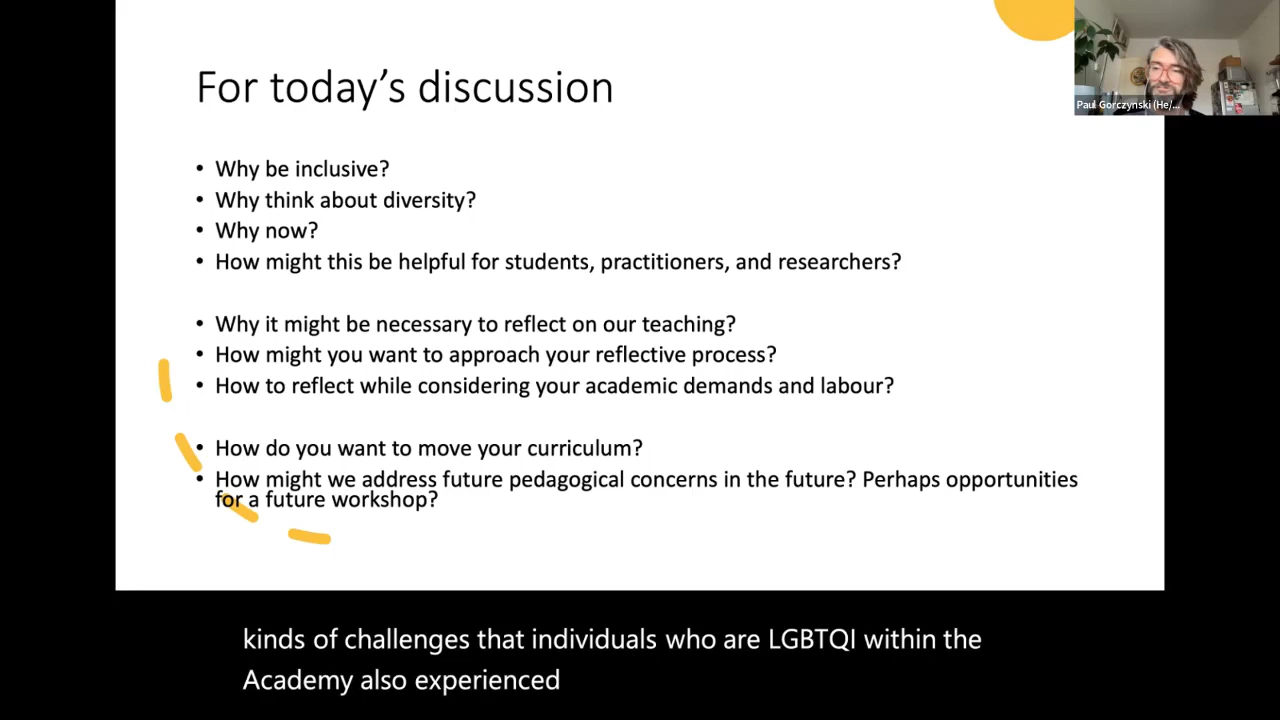 For today's discussion
Paul Gorczynski (He/...
• Why be inclusive?
• Why think about diversity?
• Why now?
• How might this be helpful for students, practitioners, and researchers?
• Why it might be necessary to reflect on our teaching?
• How might you want to approach your reflective process?
• How to reflect while considering your academic demands and labour?
• How do you want to move your curriculum?
• How might we address future pedagogical concerns in the future? Perhaps opportunities
for a future workshop?
kinds of challenges that individuals who are LGBTQI within the
Academy also experienced